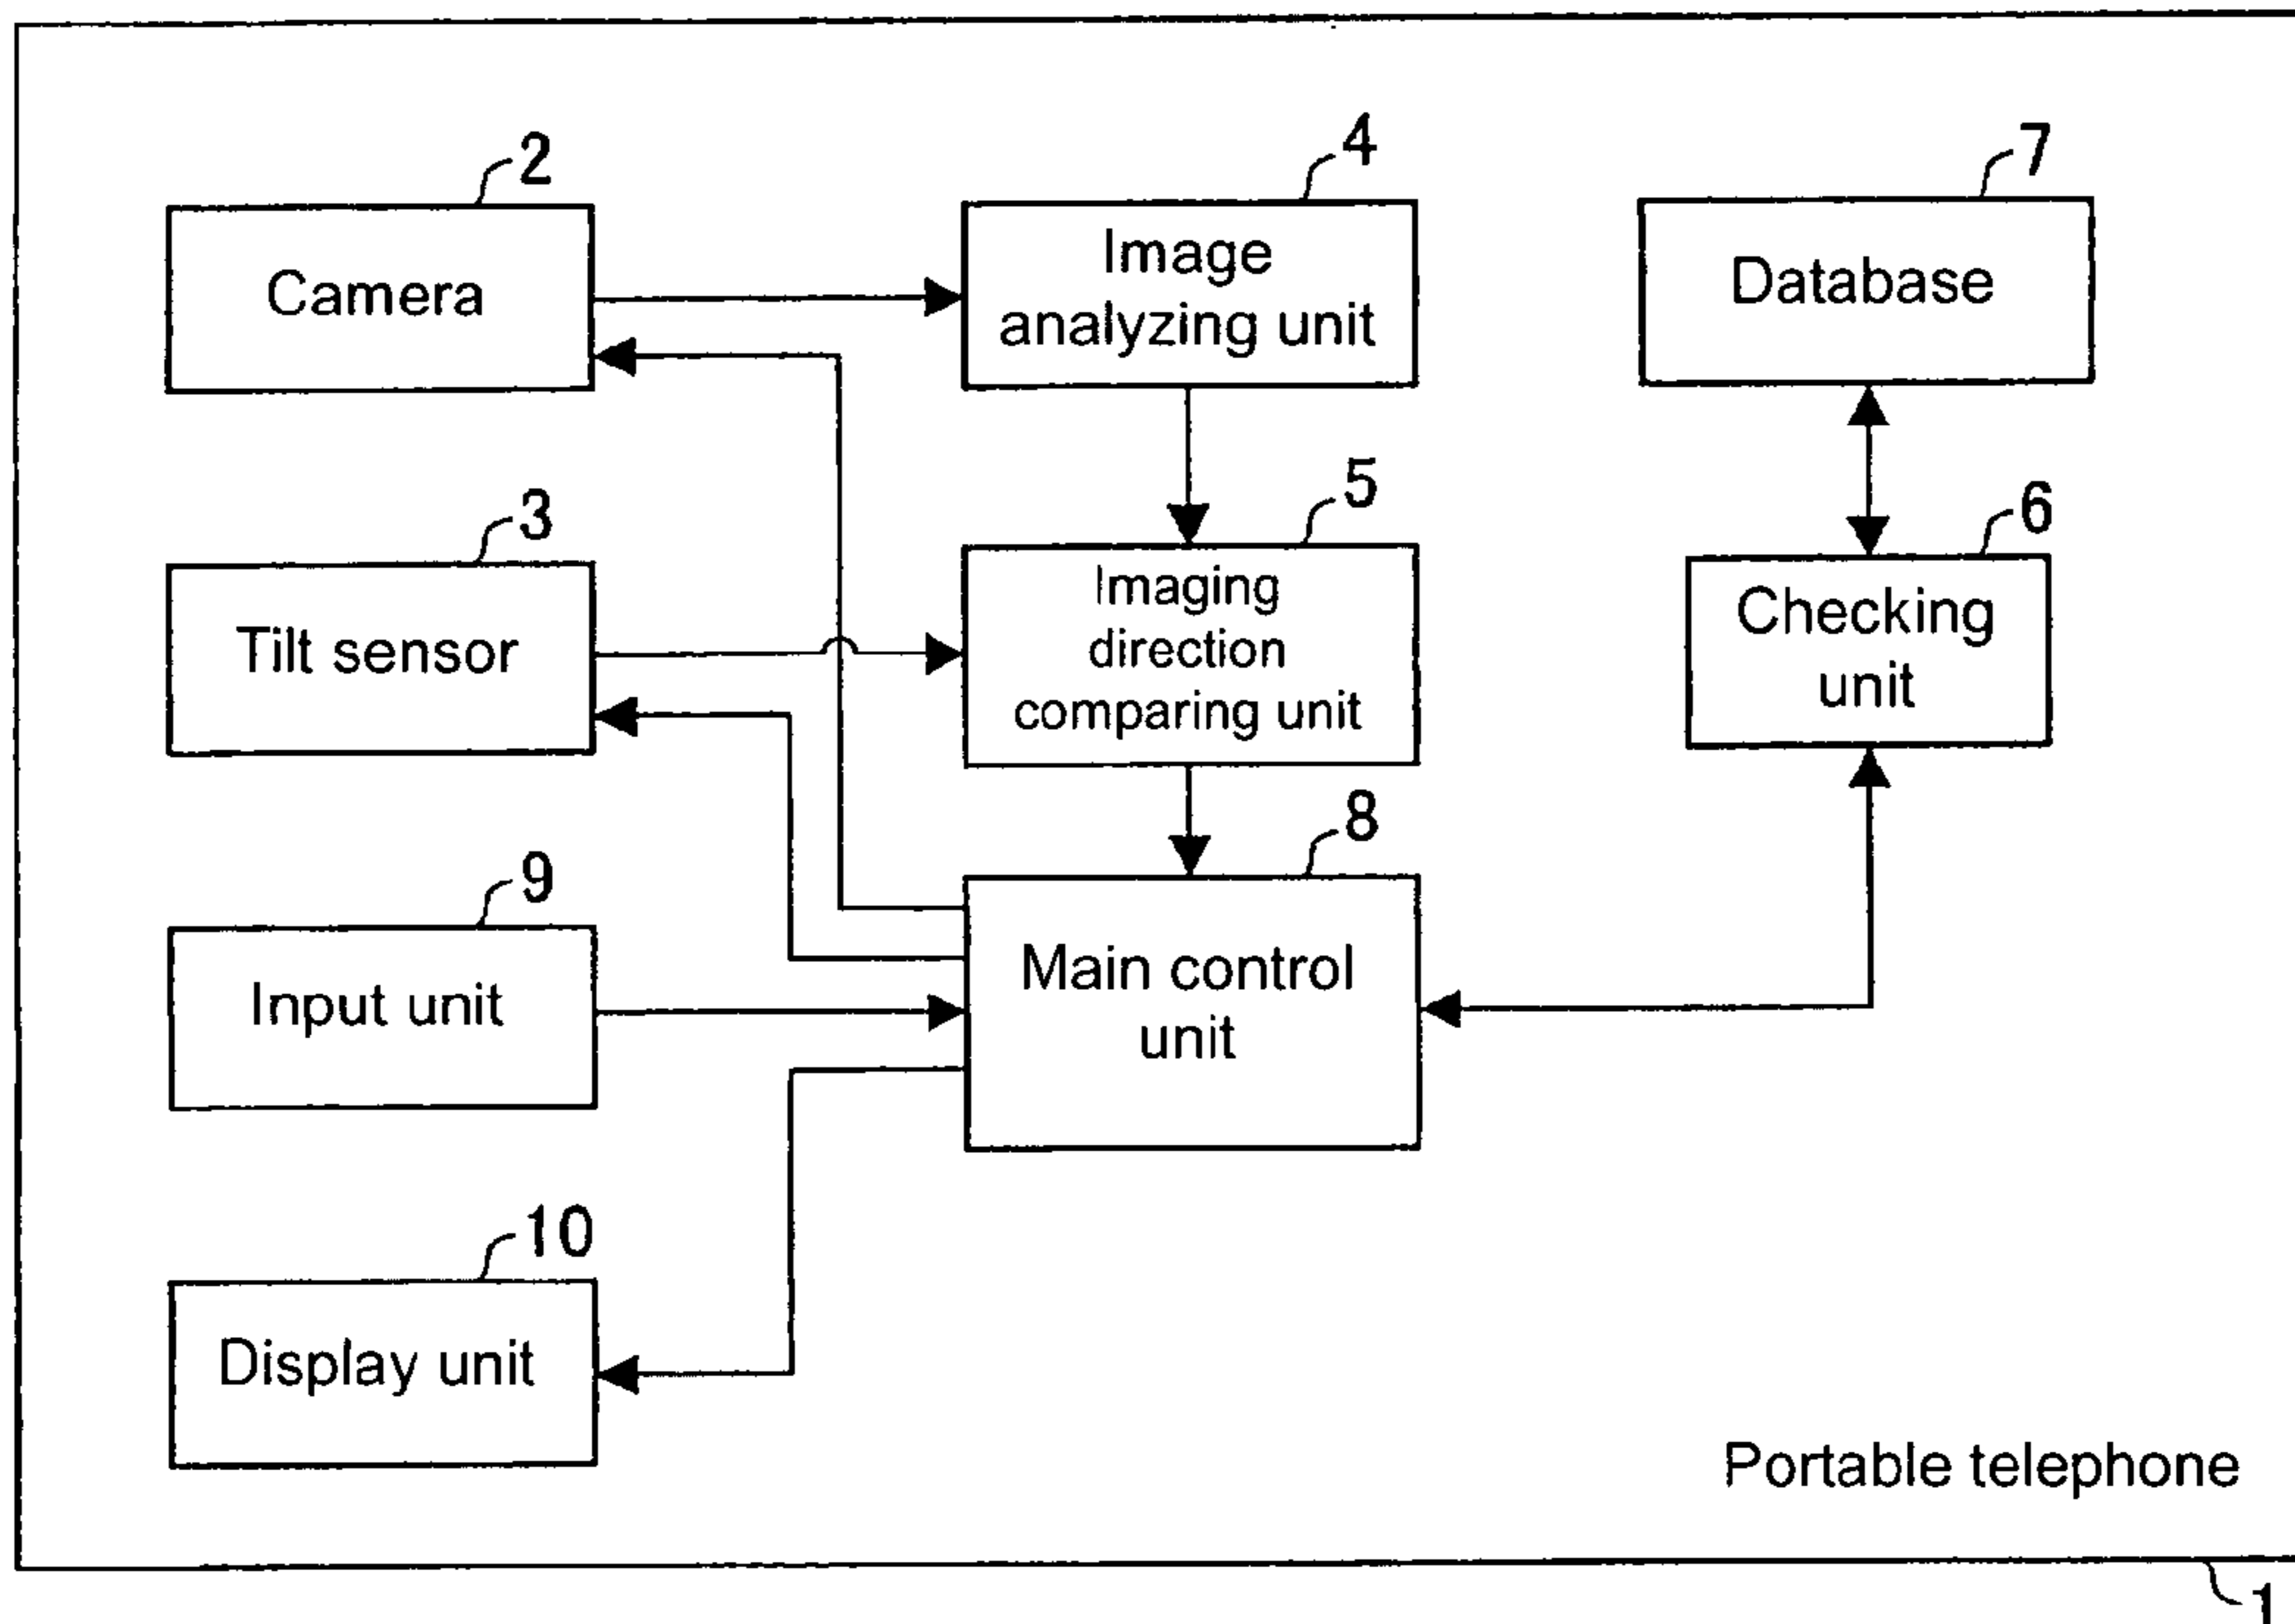 2
Camera
4
Image
analyzing unit
7
Database
3
Tilt sensor
5
Imaging
direction
comparing unit
6
Checking
unit
9
Input unit
8
Main control
unit
10
Display unit
Portable telephone
1